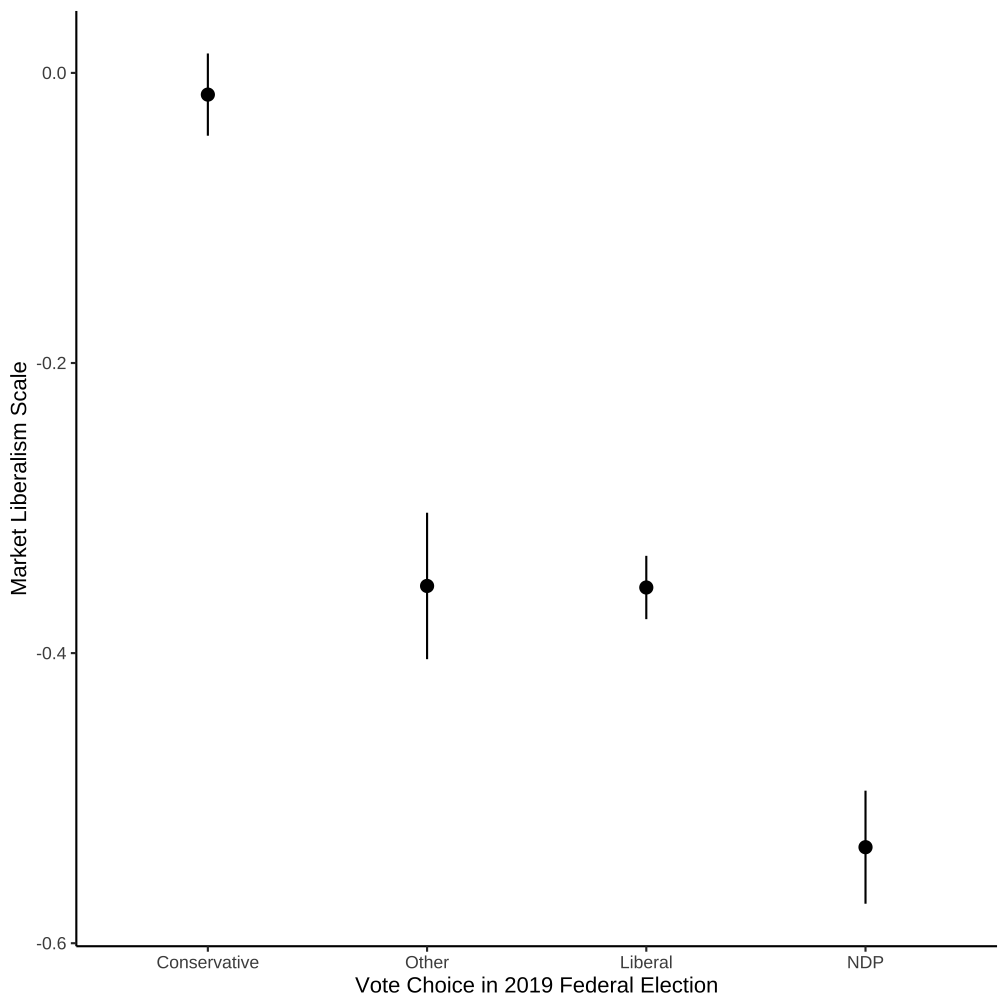 Market Liberalism Scale
0.0
-0.2
-0.4
-0.6
Conservative
Other
Liberal
NDP
Vote Choice in 2019 Federal Election